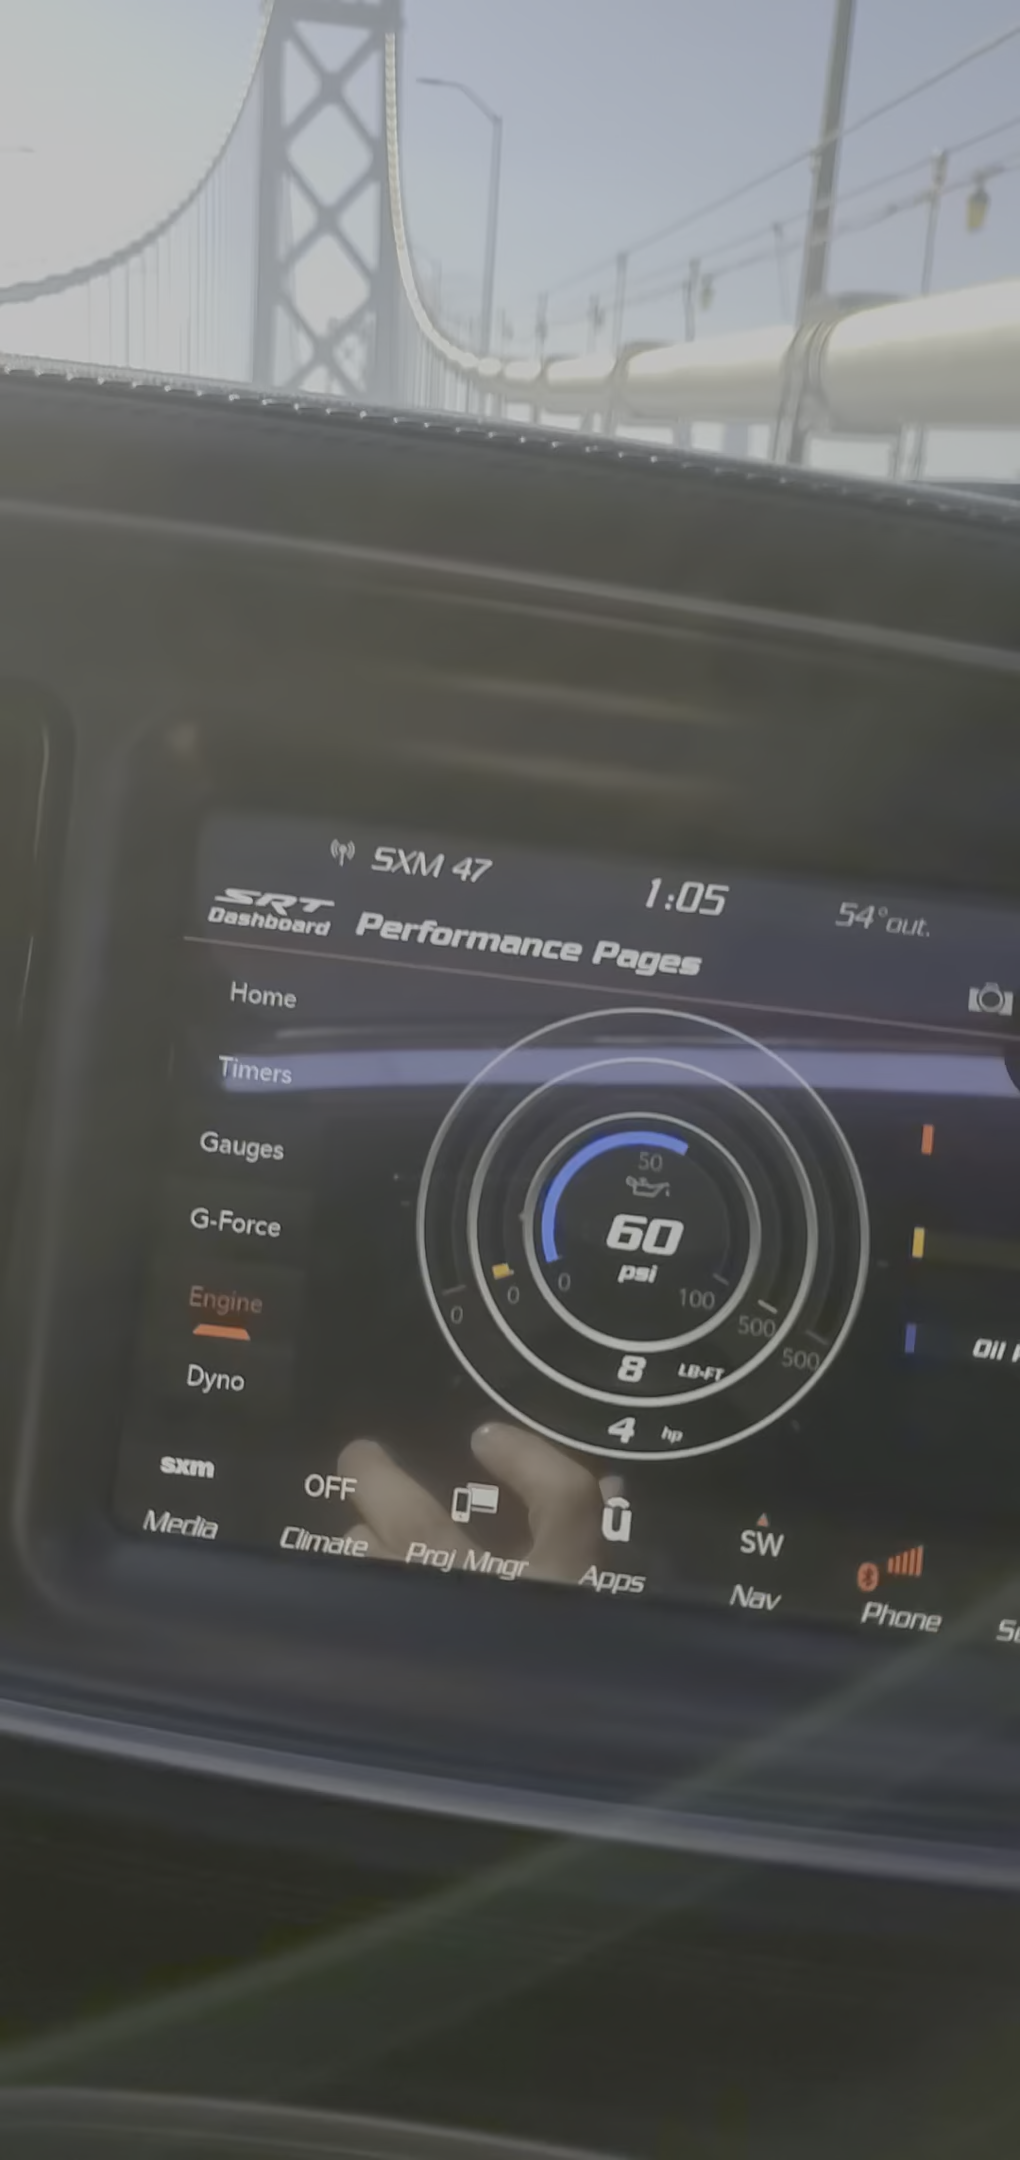 SXM 47
1:05
54°out.
SRT
Dashboard
Performance Pages
Home
Timers
Gauges
G-Force
Engine
Dyno
50
60
psi
0
100
0
500
0
500
8 LB-FT
4 hp
Oil
sxm
Media
OFF
Climate
Proj Mngr
ū
Apps
SW
Nav
Phone